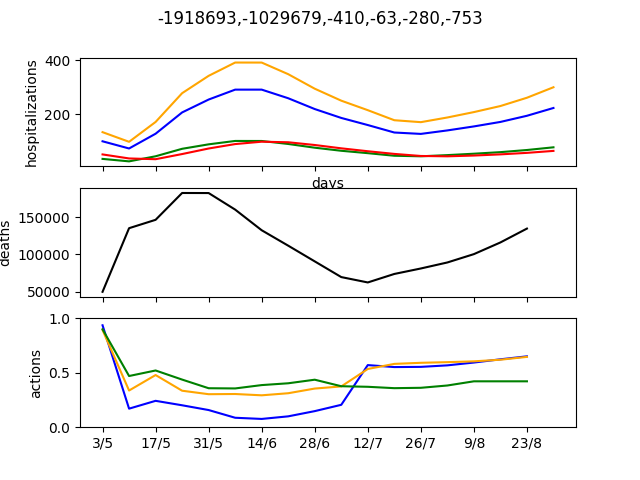 -1918693,-1029679,-410,-63,-280,-753
400
200
hospitalizations
days
150000
100000
50000
deaths
1.0
0.5
0.0
actions
3/5 17/5 31/5 14/6 28/6 12/7 26/7 9/8 23/8